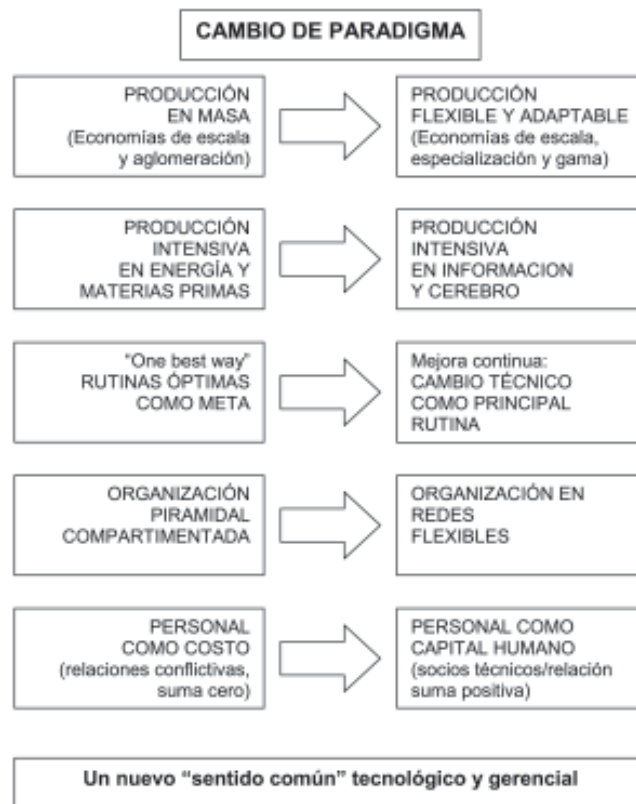 CAMBIO DE PARADIGMA
PRODUCCIÓN
EN MASA
(Economías de escala
y aglomeración)
PRODUCCIÓN
FLEXIBLE Y ADAPTABLE
(Economías de escala,
especialización y gama)
PRODUCCIÓN
INTENSIVA
EN ENERGÍA Y
MATERIAS PRIMAS
PRODUCCIÓN
INTENSIVA
EN INFORMACION
Y CEREBRO
"One best way"
RUTINAS ÓPTIMAS
COMO META
Mejora continua:
CAMBIO TÉCNICO
COMO PRINCIPAL
RUTINA
ORGANIZACIÓN
PIRAMIDAL
COMPARTIMENTADA
ORGANIZACIÓN EN
REDES
FLEXIBLES
PERSONAL
COMO COSTO
(relaciones conflictivas,
suma cero)
PERSONAL COMO
CAPITAL HUMANO
(socios técnicos/relación
suma positiva)
Un nuevo “sentido común” tecnológico y gerencial